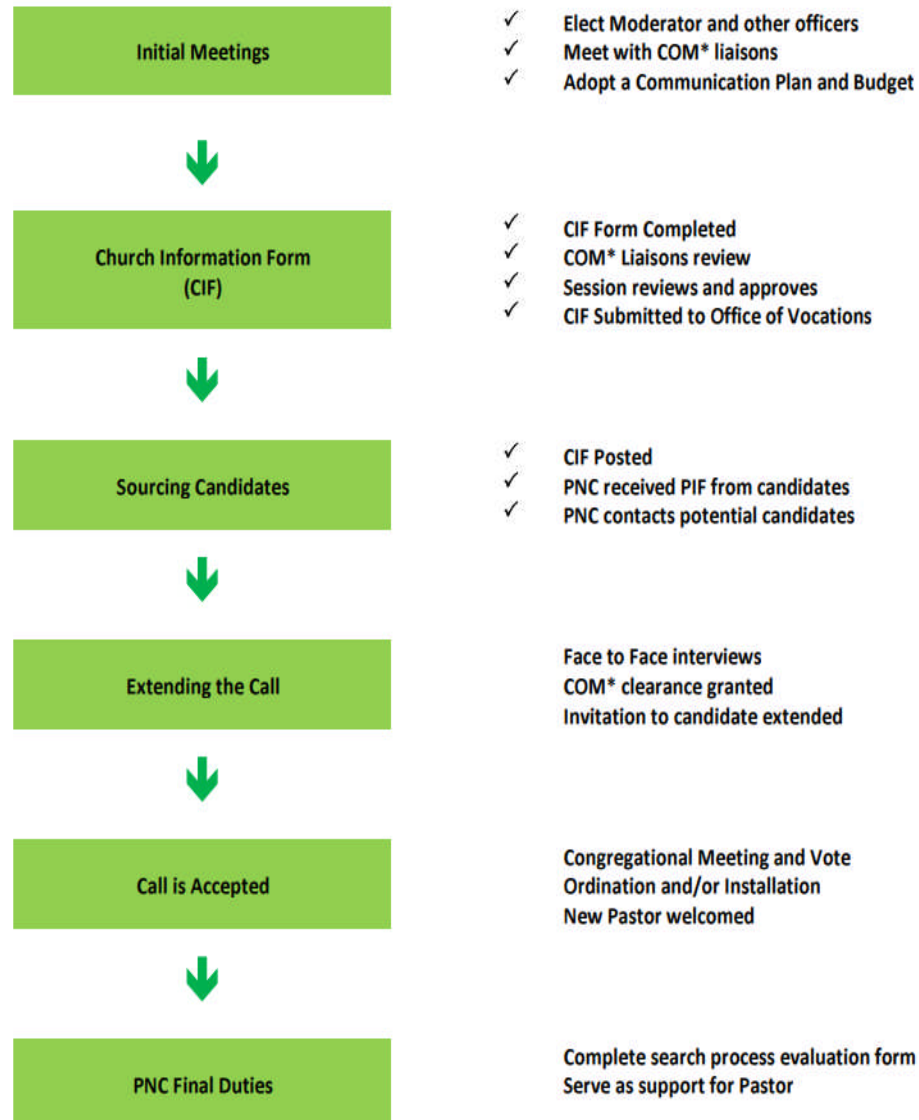 Initial Meetings
✓ Elect Moderator and other officers
✓ Meet with COM* liaisons
✓ Adopt a Communication Plan and Budget
Church Information Form
(CIF)
✓ CIF Form Completed
✓ COM* Liaisons review
✓ Session reviews and approves
✓ CIF Submitted to Office of Vocations
Sourcing Candidates
✓ CIF Posted
✓ PNC received PIF from candidates
✓ PNC contacts potential candidates
Extending the Call
Face to Face interviews
COM* clearance granted
Invitation to candidate extended
Call is Accepted
Congregational Meeting and Vote
Ordination and/or Installation
New Pastor welcomed
PNC Final Duties
Complete search process evaluation form
Serve as support for Pastor